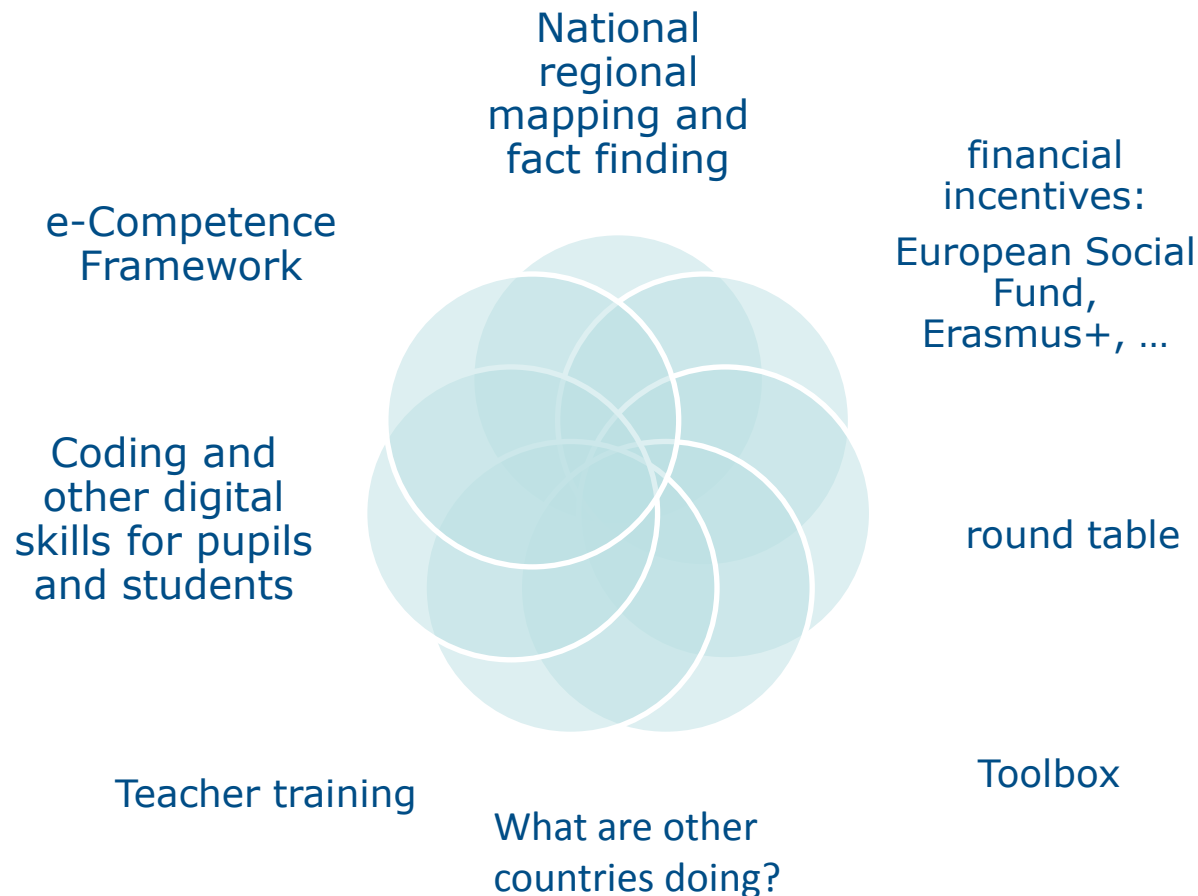 National
regional
mapping and
fact finding
financial
incentives:
European Social
Fund,
Erasmus+, …
round table
Toolbox
What are other
countries doing?
Teacher training
Coding and
other digital
skills for pupils
and students
e-Competence
Framework